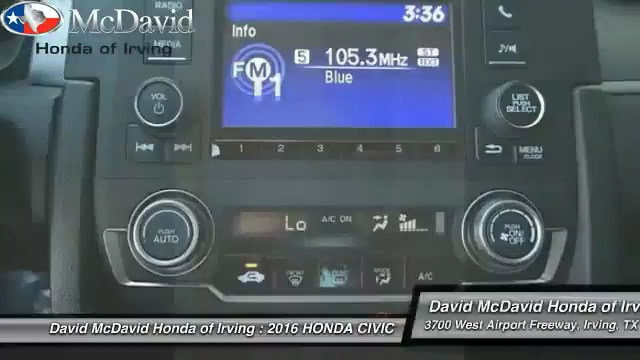 McDavid
Honda of Irving
RADIO
MEDIA
3:36
Info
5 105.3MHz ST
TEXT
FM1
Blue
VOL
LIST
PUSH
SELECT
1 2 3 4 5 6
MENU
/CLOCK
PUSH
AUTO
Lo
A/C ON
PUSH
ON/
OFF
FRONT
REAR
MODE
A/C
David McDavid Honda of Irving : 2016 HONDA CIVIC
David McDavid Honda of Irv
3700 West Airport Freeway, Irving, TX